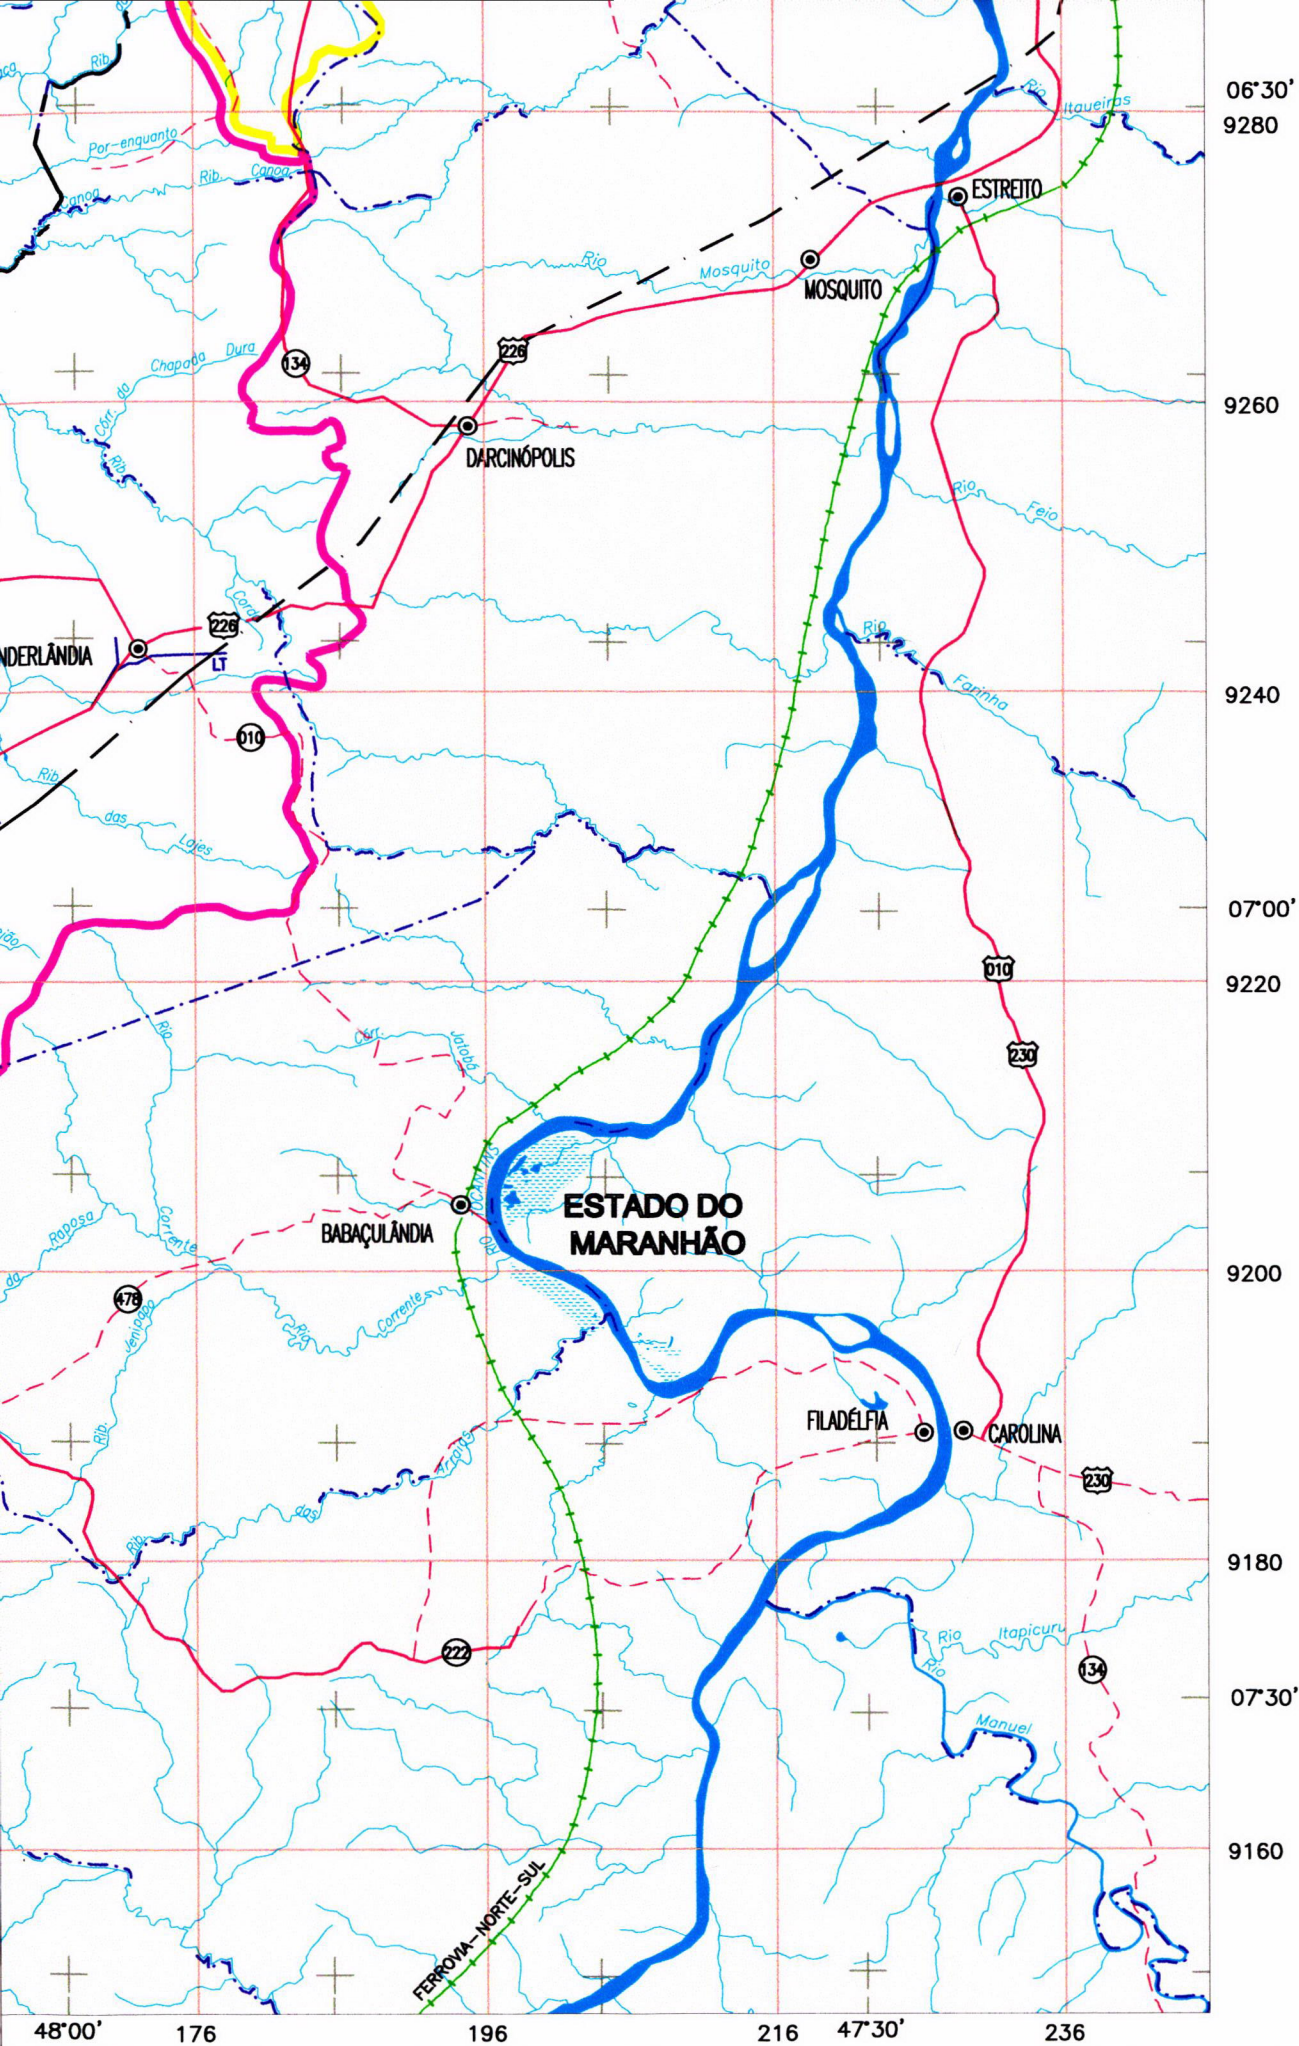 Rib.
06°30'
Rio
Itaueiras
9280
Por-enquanto
Rib.
Canoa
Canoa
ESTREITO
Rio
Mosquito
MOSQUITO
226
Chapada
Dura
134
Córr. da
9260
DARCINÓPOLIS
Rib.
Rio
Feio
226
NDERLÂNDIA
LT
Rio
Farinha
9240
010
Rib.
das
Lajes
07°00'
010
9220
Rio
Córr.
Jatobá
230
TOCANTINS
RIO
ESTADO DO
MARANHÃO
BABAÇULÂNDIA
Raposa
da
Corrente
9200
478
Jenipapo
Rio
Corrente
FILADÉLFIA
CAROLINA
Rib.
Arraias
230
das
Rib.
9180
Rio
Itapicuru
222
Rio
134
07°30'
Manuel
9160
FERROVIA-NORTE-SUL
48°00'
176
196
216
47°30'
236